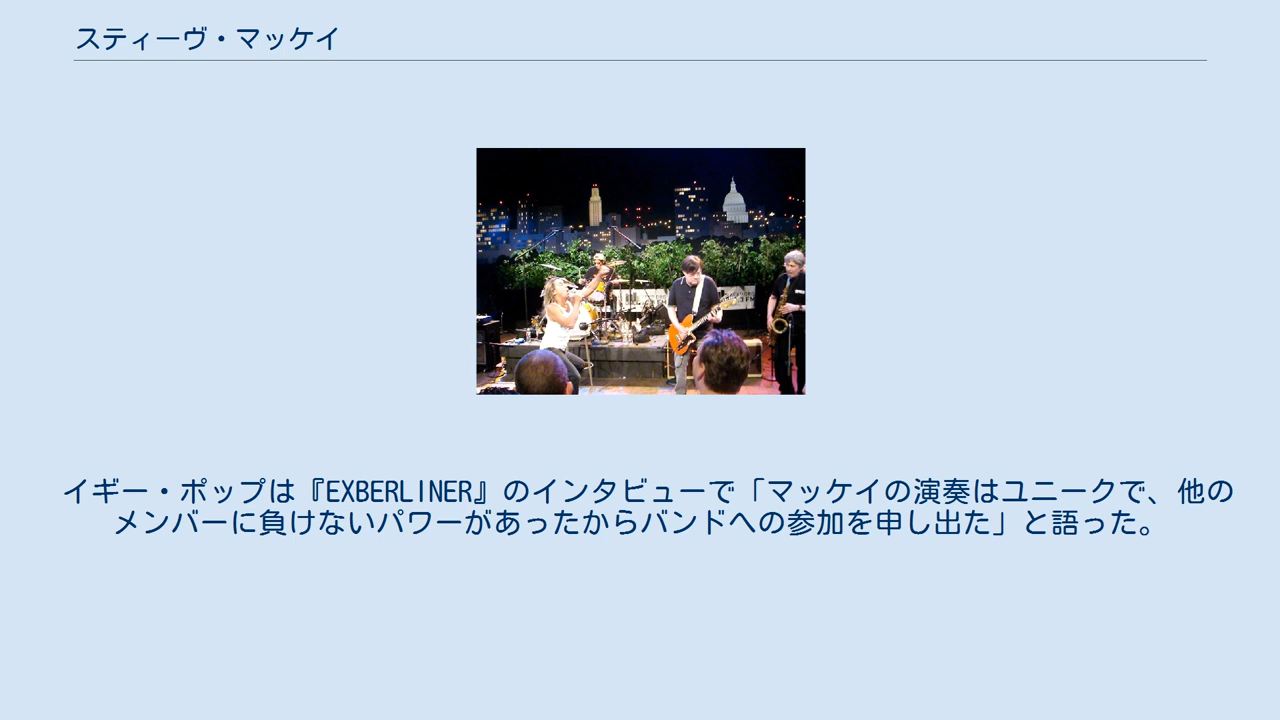 スティーヴ・マッケイ
イギー・ポップは『EXBERLINER』のインタビューで「マッケイの演奏はユニークで、他の
メンバーに負けないパワーがあったからバンドへの参加を申し出た」と語った。